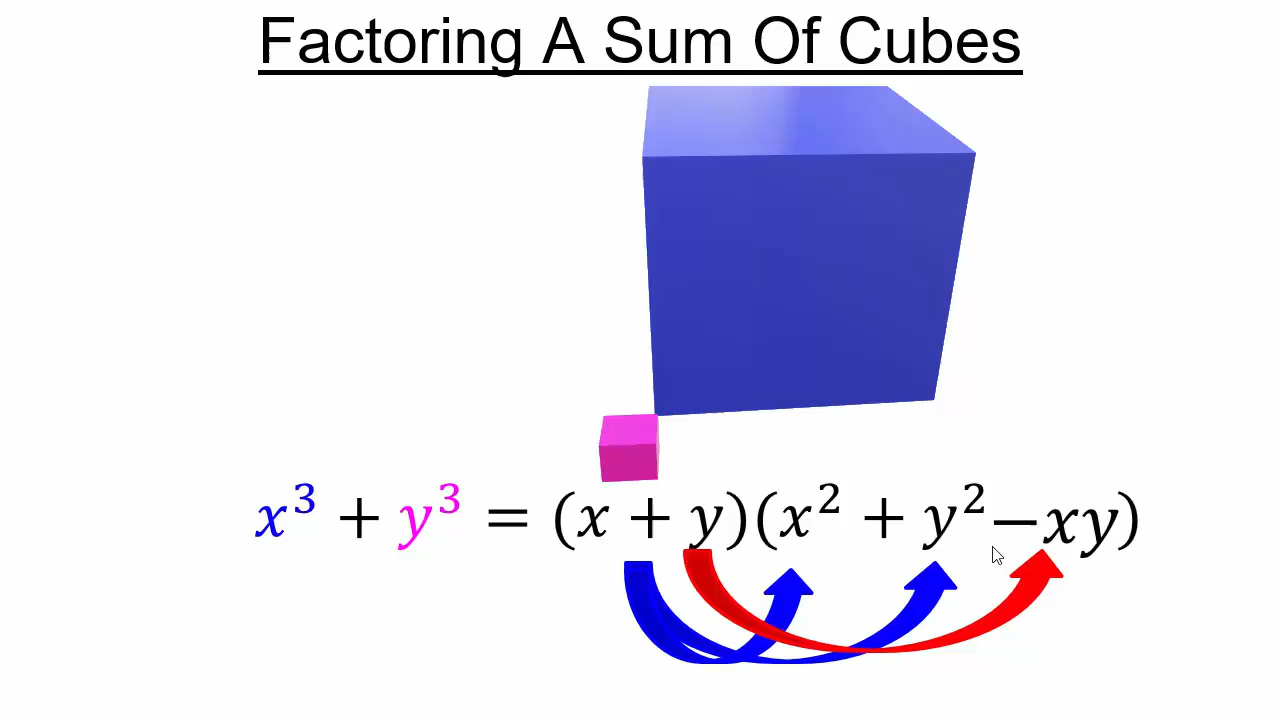 Factoring A Sum Of Cubes
x³ + y³ = (x + y)(x² + y² −xy)